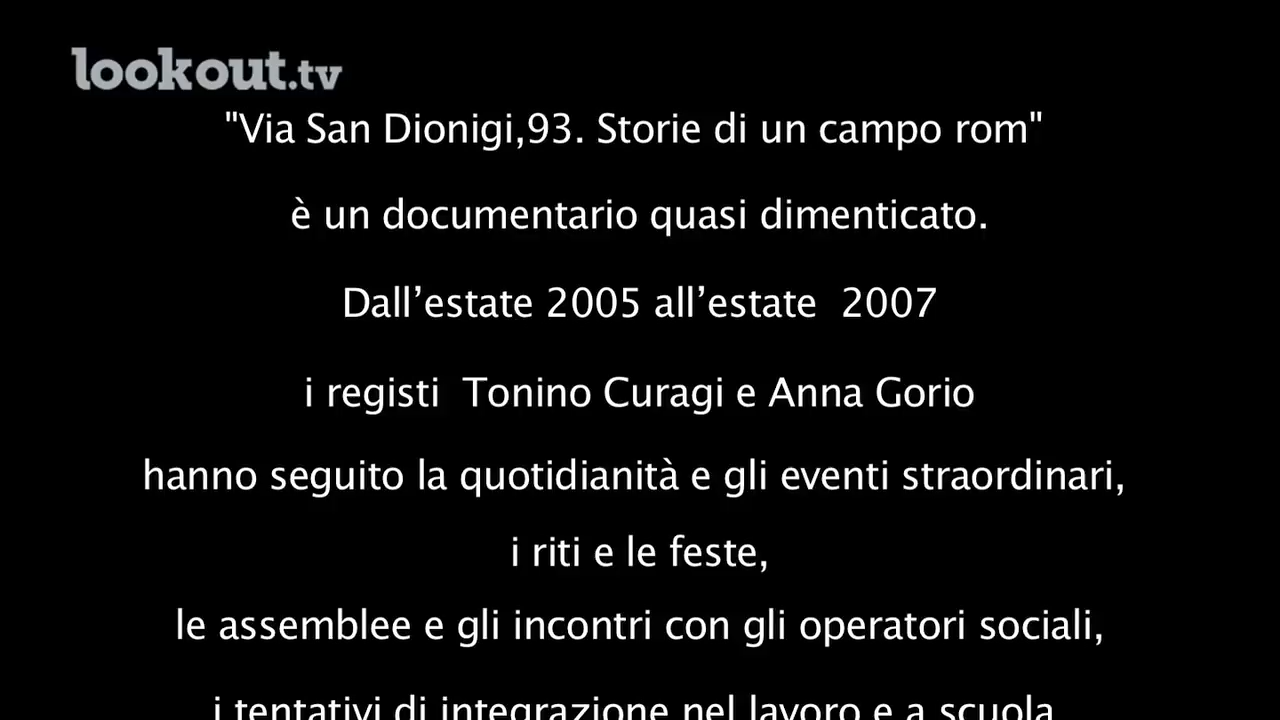 lookout.tv
"Via San Dionigi,93. Storie di un campo rom"
è un documentario quasi dimenticato.
Dall’estate 2005 all’estate  2007
i registi  Tonino Curagi e Anna Gorio
hanno seguito la quotidianità e gli eventi straordinari,
i riti e le feste,
le assemblee e gli incontri con gli operatori sociali,
i tentativi di integrazione nel lavoro e a scuola